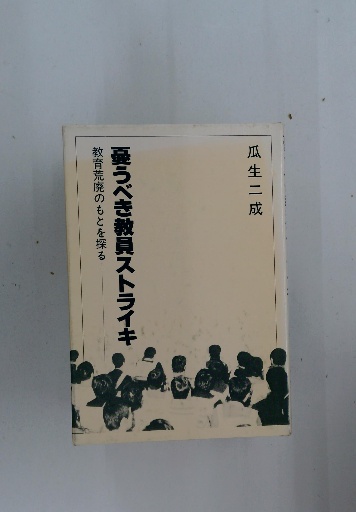 瓜生二成
憂うべき教員ストライキ
教育荒廃のもとを探る